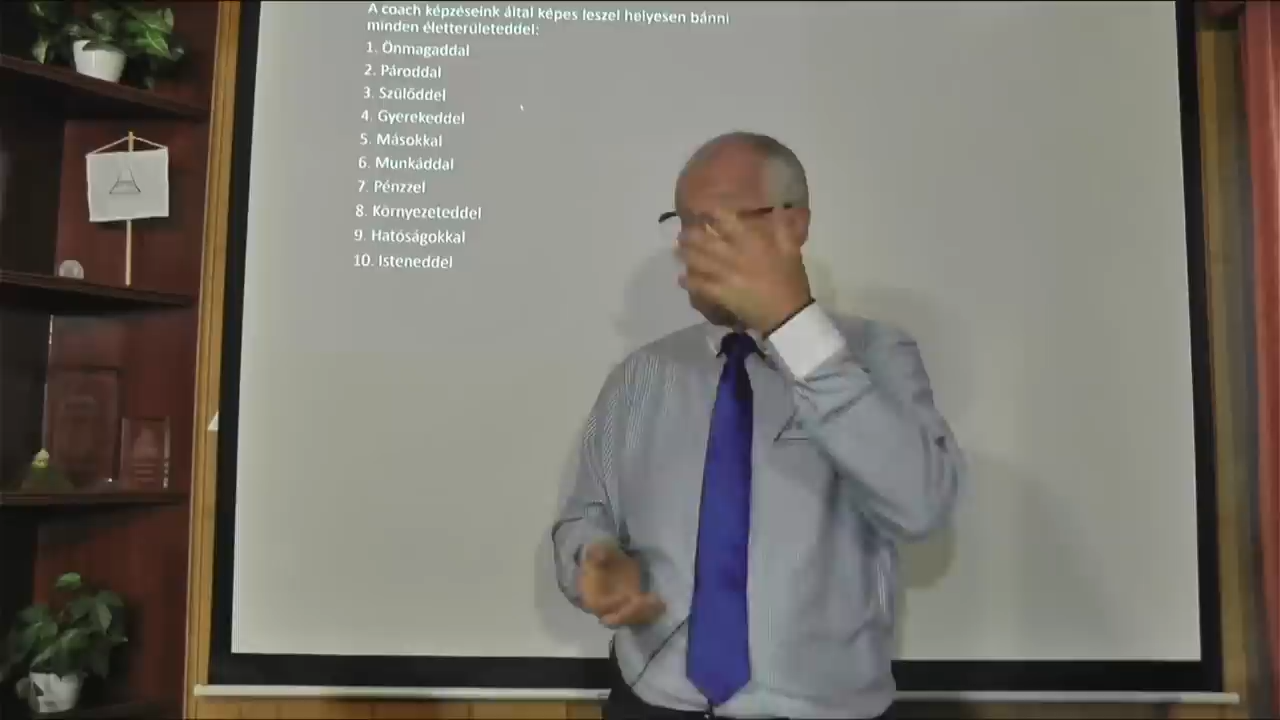 A coach képzéseink által képes leszel helyesen bánni
minden életterületeddel:
1. Önmagaddal
2. Pároddal
3. Szülőddel
4. Gyerekeddel
5. Másokkal
6. Munkáddal
7. Pénzzel
8. Környezeteddel
9. Hatóságokkal
10. Isteneddel